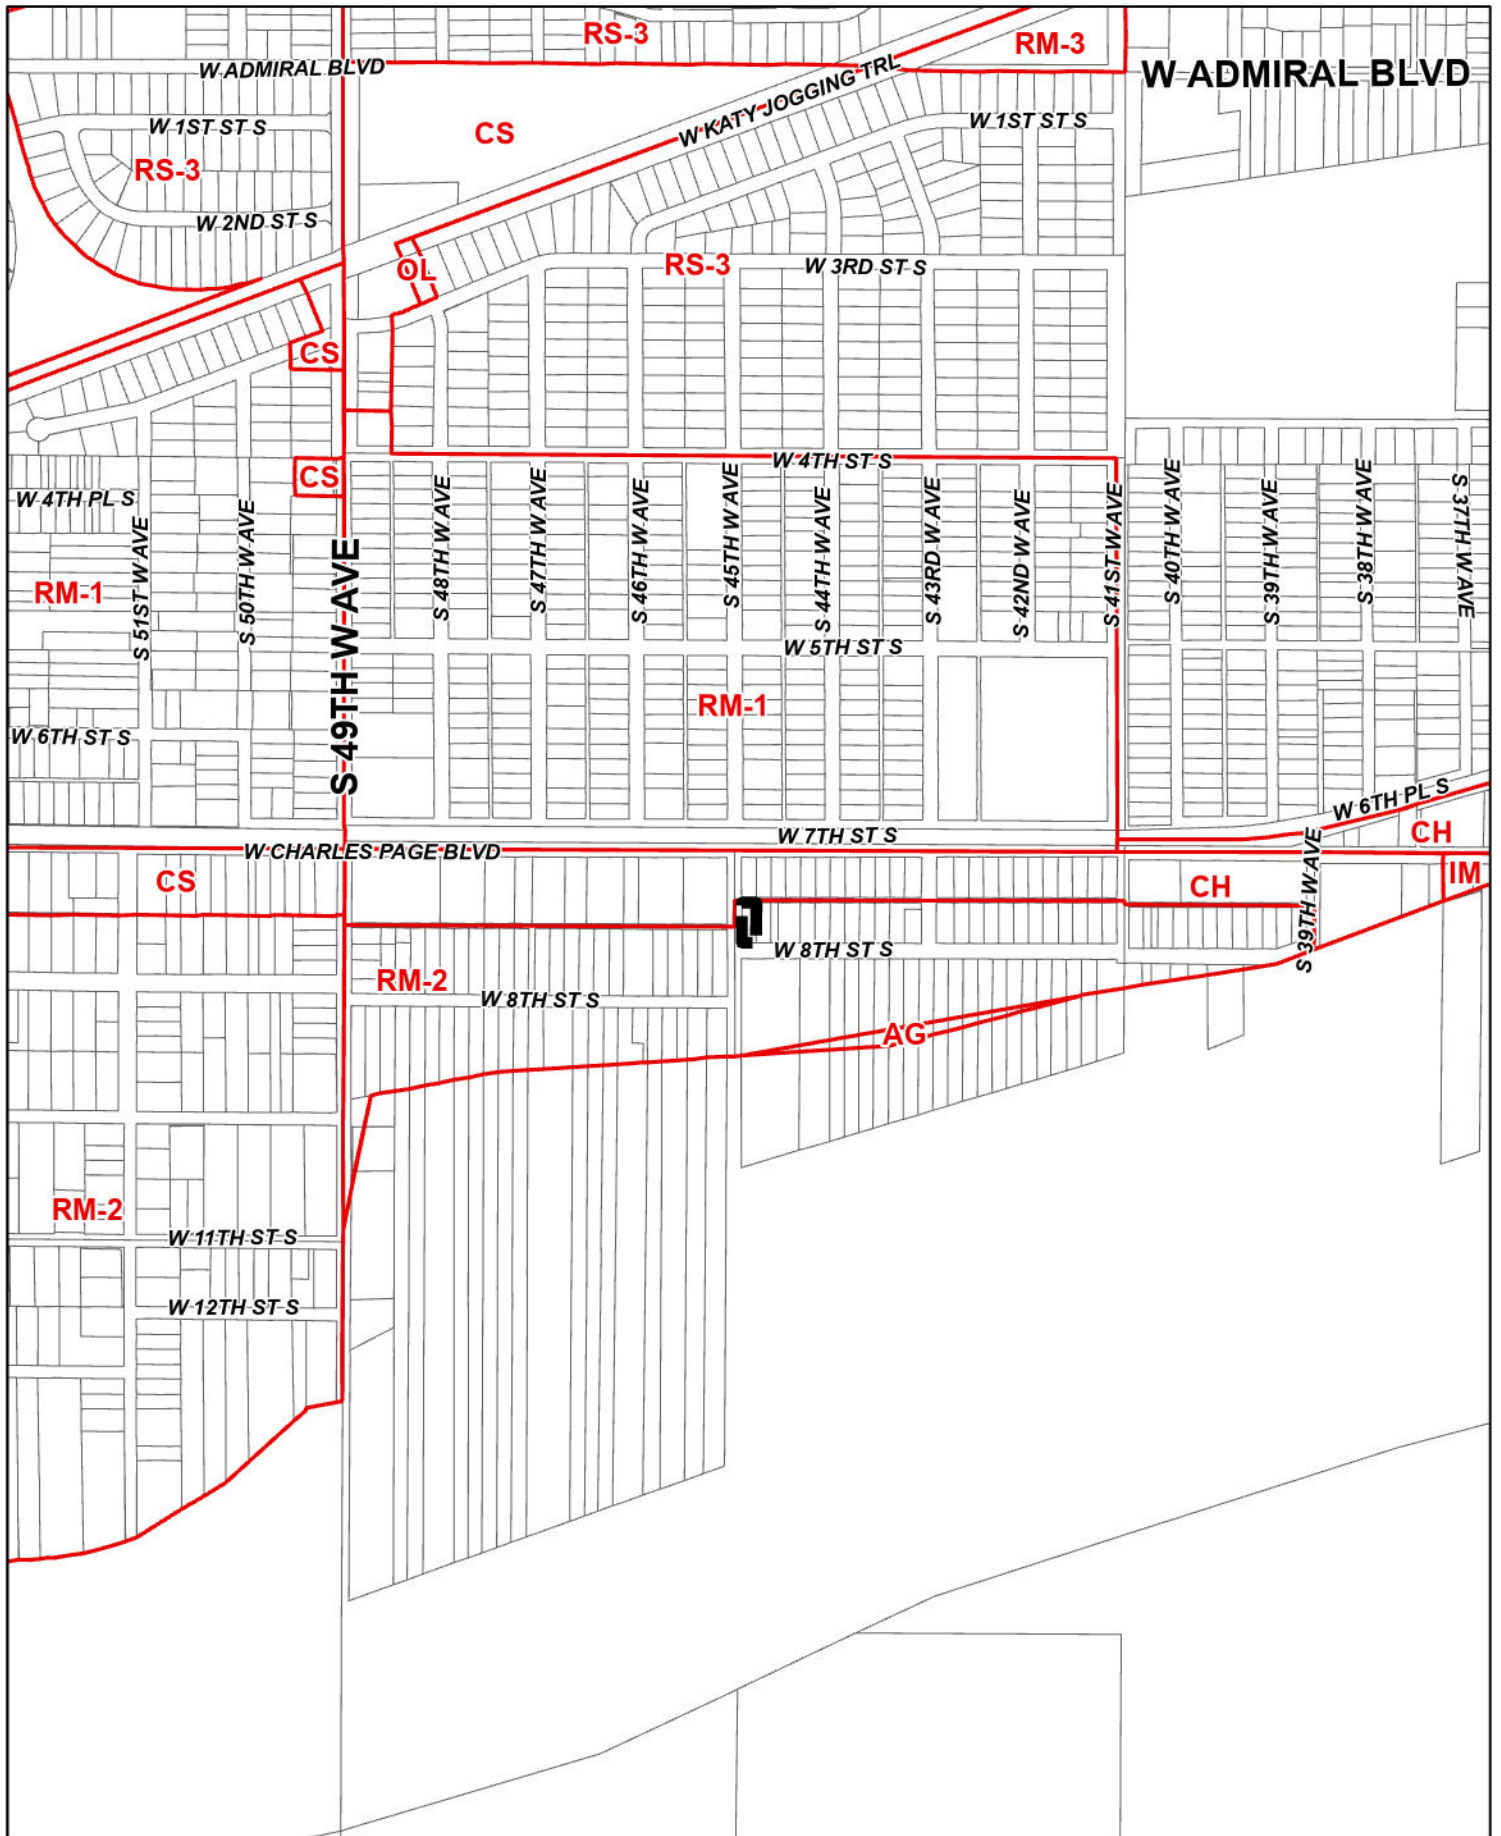 RS-3
RM-3
W ADMIRAL BLVD
W ADMIRAL BLVD
W KATY JOGGING TRL
W 1ST ST S
CS
W 1ST ST S
RS-3
W 2ND ST S
OL
RS-3
W 3RD ST S
CS
W 4TH ST S
CS
W 4TH PL S
S 51ST W AVE
S 50TH W AVE
S 49TH W AVE
S 48TH W AVE
S 47TH W AVE
S 46TH W AVE
S 45TH W AVE
S 44TH W AVE
S 43RD W AVE
S 42ND W AVE
S 41ST W AVE
S 40TH W AVE
S 39TH W AVE
S 38TH W AVE
S 37TH W AVE
RM-1
W 5TH ST S
RM-1
W 6TH ST S
W 6TH PL S
W 7TH ST S
CH
W CHARLES PAGE BLVD
CS
CH
IM
S 39TH W AVE
W 8TH ST S
RM-2
W 8TH ST S
AG
RM-2
W 11TH ST S
W 12TH ST S